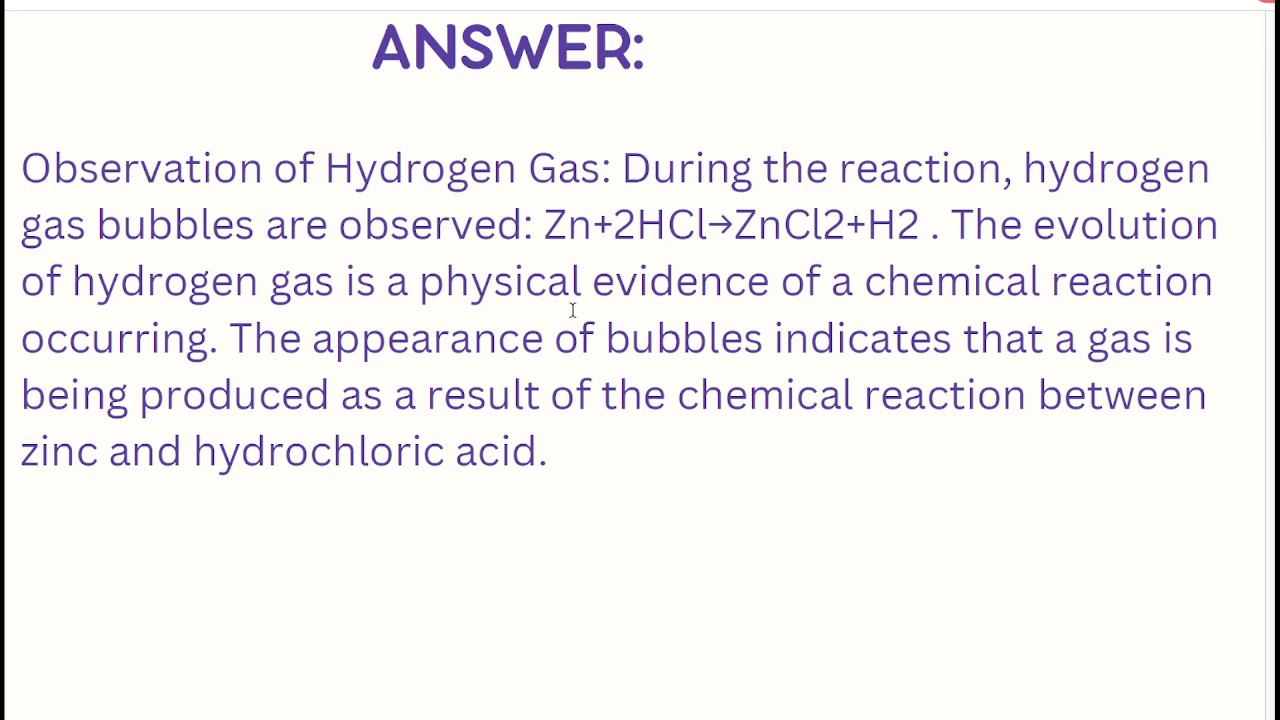 ANSWER:
Observation of Hydrogen Gas: During the reaction, hydrogen
gas bubbles are observed: Zn+2HCl→ZnCl2+H2 . The evolution
of hydrogen gas is a physical evidence of a chemical reaction
occurring. The appearance of bubbles indicates that a gas is
being produced as a result of the chemical reaction between
zinc and hydrochloric acid.